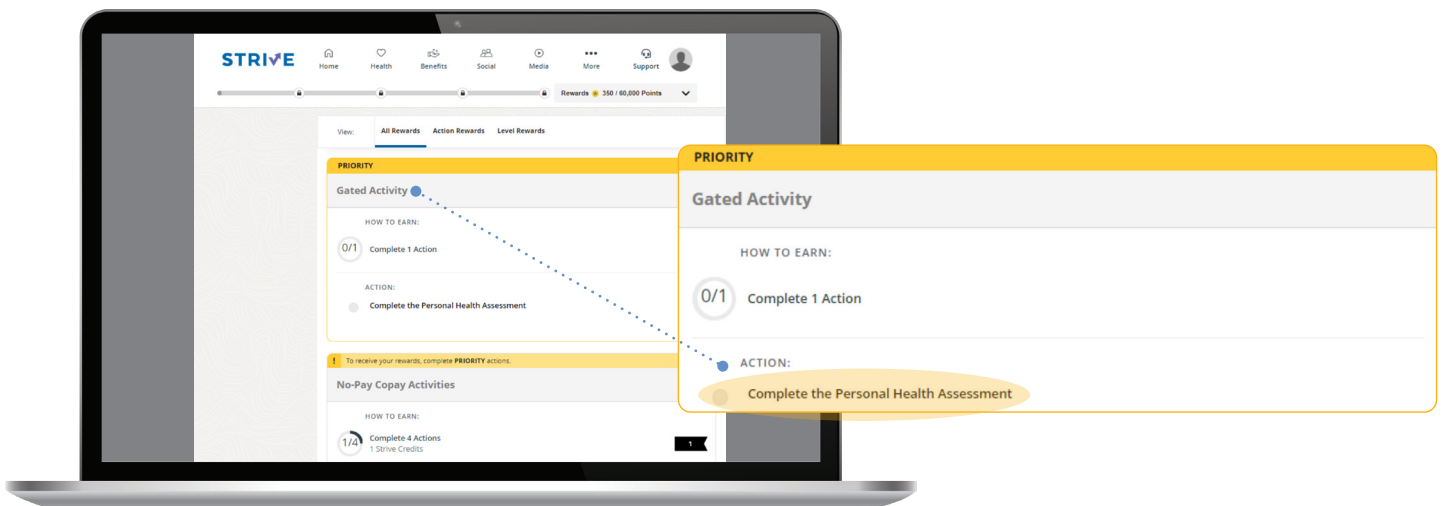 STRIVE
Home Health Benefits Social Media More Support
Rewards 350 / 60,000 Points
View: All Rewards Action Rewards Level Rewards
PRIORITY
Gated Activity
HOW TO EARN:
0/1 Complete 1 Action
ACTION:
Complete the Personal Health Assessment
! To receive your rewards, complete PRIORITY actions.
No-Pay Copay Activities
HOW TO EARN:
1/4 Complete 4 Actions
1 Strive Credits
1
PRIORITY
Gated Activity
HOW TO EARN:
0/1 Complete 1 Action
ACTION:
Complete the Personal Health Assessment